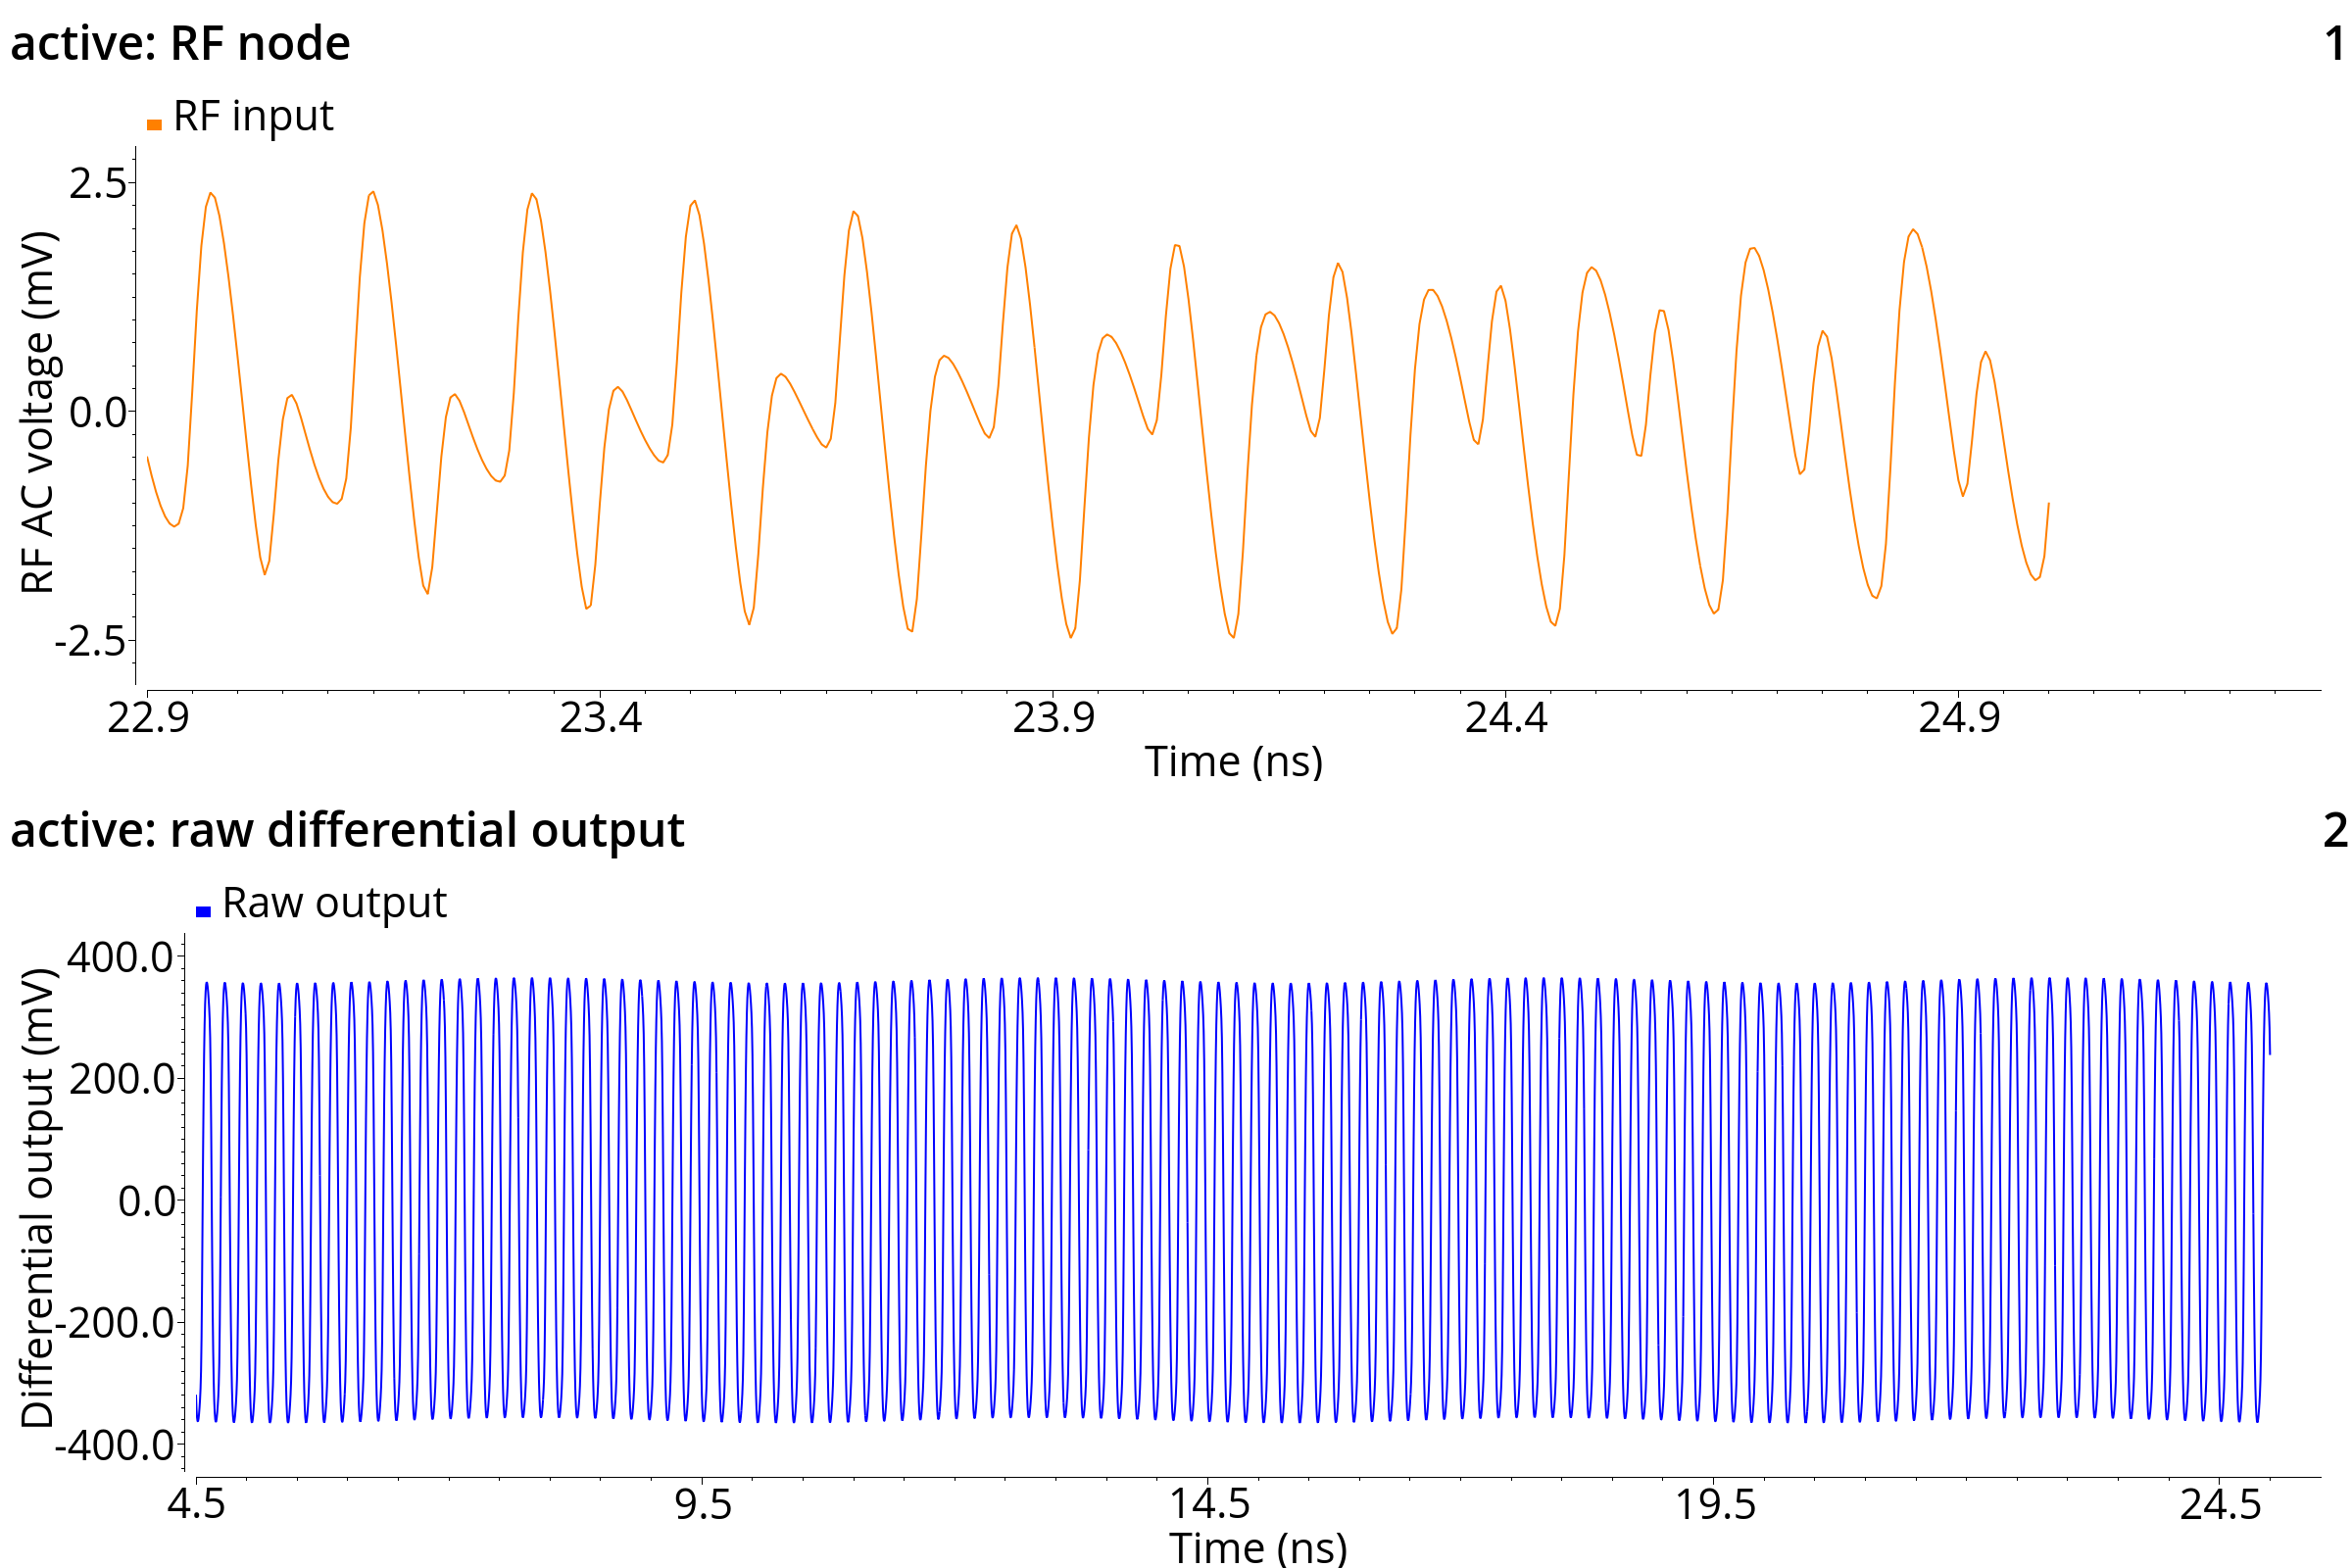 active: RF node
1
RF input
RF AC voltage (mV)
2.5
0.0
-2.5
22.9
23.4
23.9
24.4
24.9
Time (ns)
active: raw differential output
2
Raw output
Differential output (mV)
400.0
200.0
0.0
-200.0
-400.0
4.5
9.5
14.5
19.5
24.5
Time (ns)